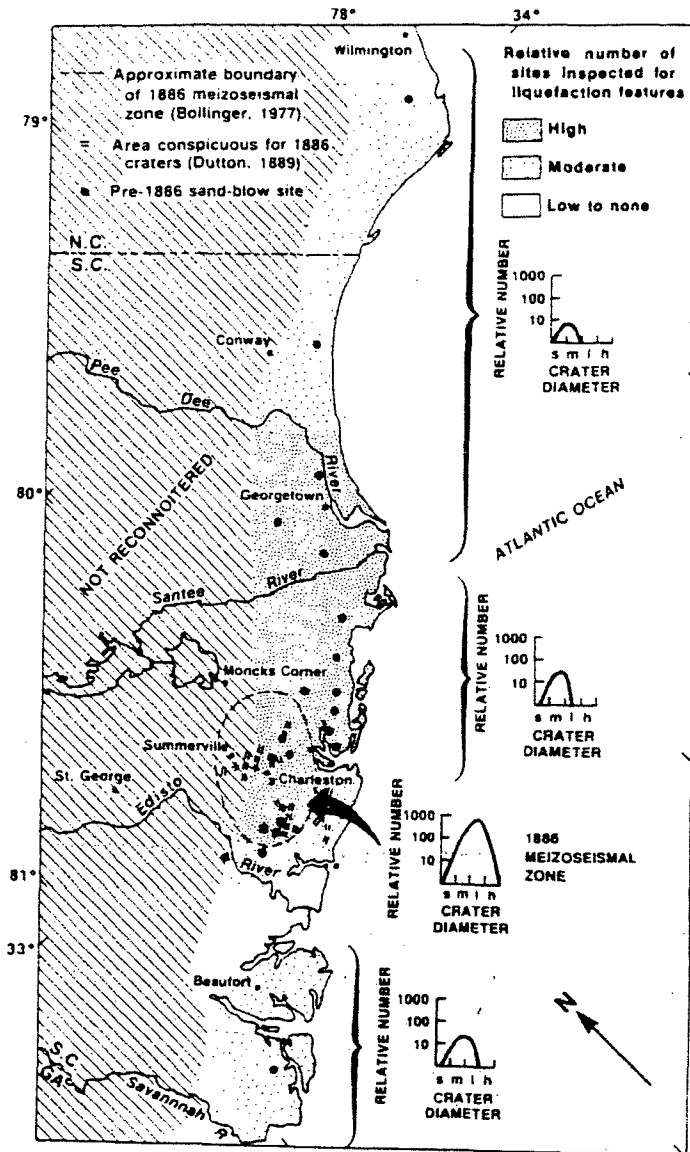 78°
34°
Wilmington
Approximate boundary
of 1886 meizoseismal
zone (Bollinger, 1977)
Area conspicuous for 1886
craters (Dutton, 1889)
Pre-1886 sand-blow site
Relative number of
sites inspected for
liquefaction features
High
Moderate
Low to none
79°
N.C.
S.C.
RELATIVE NUMBER
1000
100
10
s m l h
CRATER
DIAMETER
Conway
Pee
Dee
River
80°
Georgetown
NOT RECONNOITERED
ATLANTIC OCEAN
Santee
River
RELATIVE NUMBER
1000
100
10
s m l h
CRATER
DIAMETER
Moncks Corner
Summerville
St. George
Charleston
Edisto
River
RELATIVE NUMBER
1000
100
10
s m l h
CRATER
DIAMETER
1886
MEIZOSEISMAL
ZONE
81°
33°
Beaufort
RELATIVE NUMBER
1000
100
10
s m l h
CRATER
DIAMETER
N
S.C.
GA.
Savannnah
R